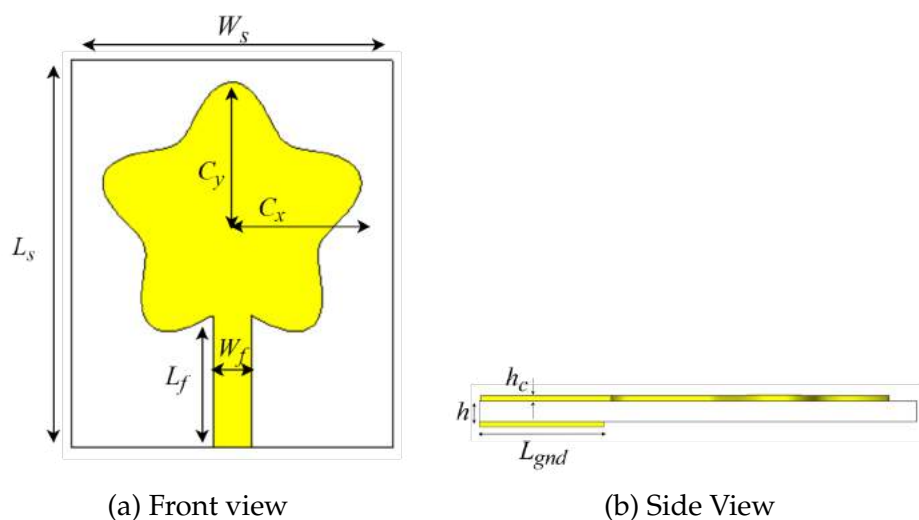 W_s
C_y
C_x
L_s
W_f
L_f
h_c
h
L_gnd
(a) Front view
(b) Side View